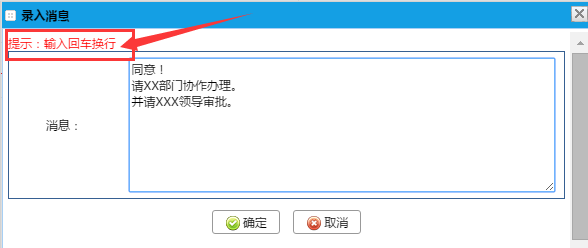 录入消息
提示：输入回车换行
消息：
同意！
请XX部门协作办理。
并请XXX领导审批。
确定
取消